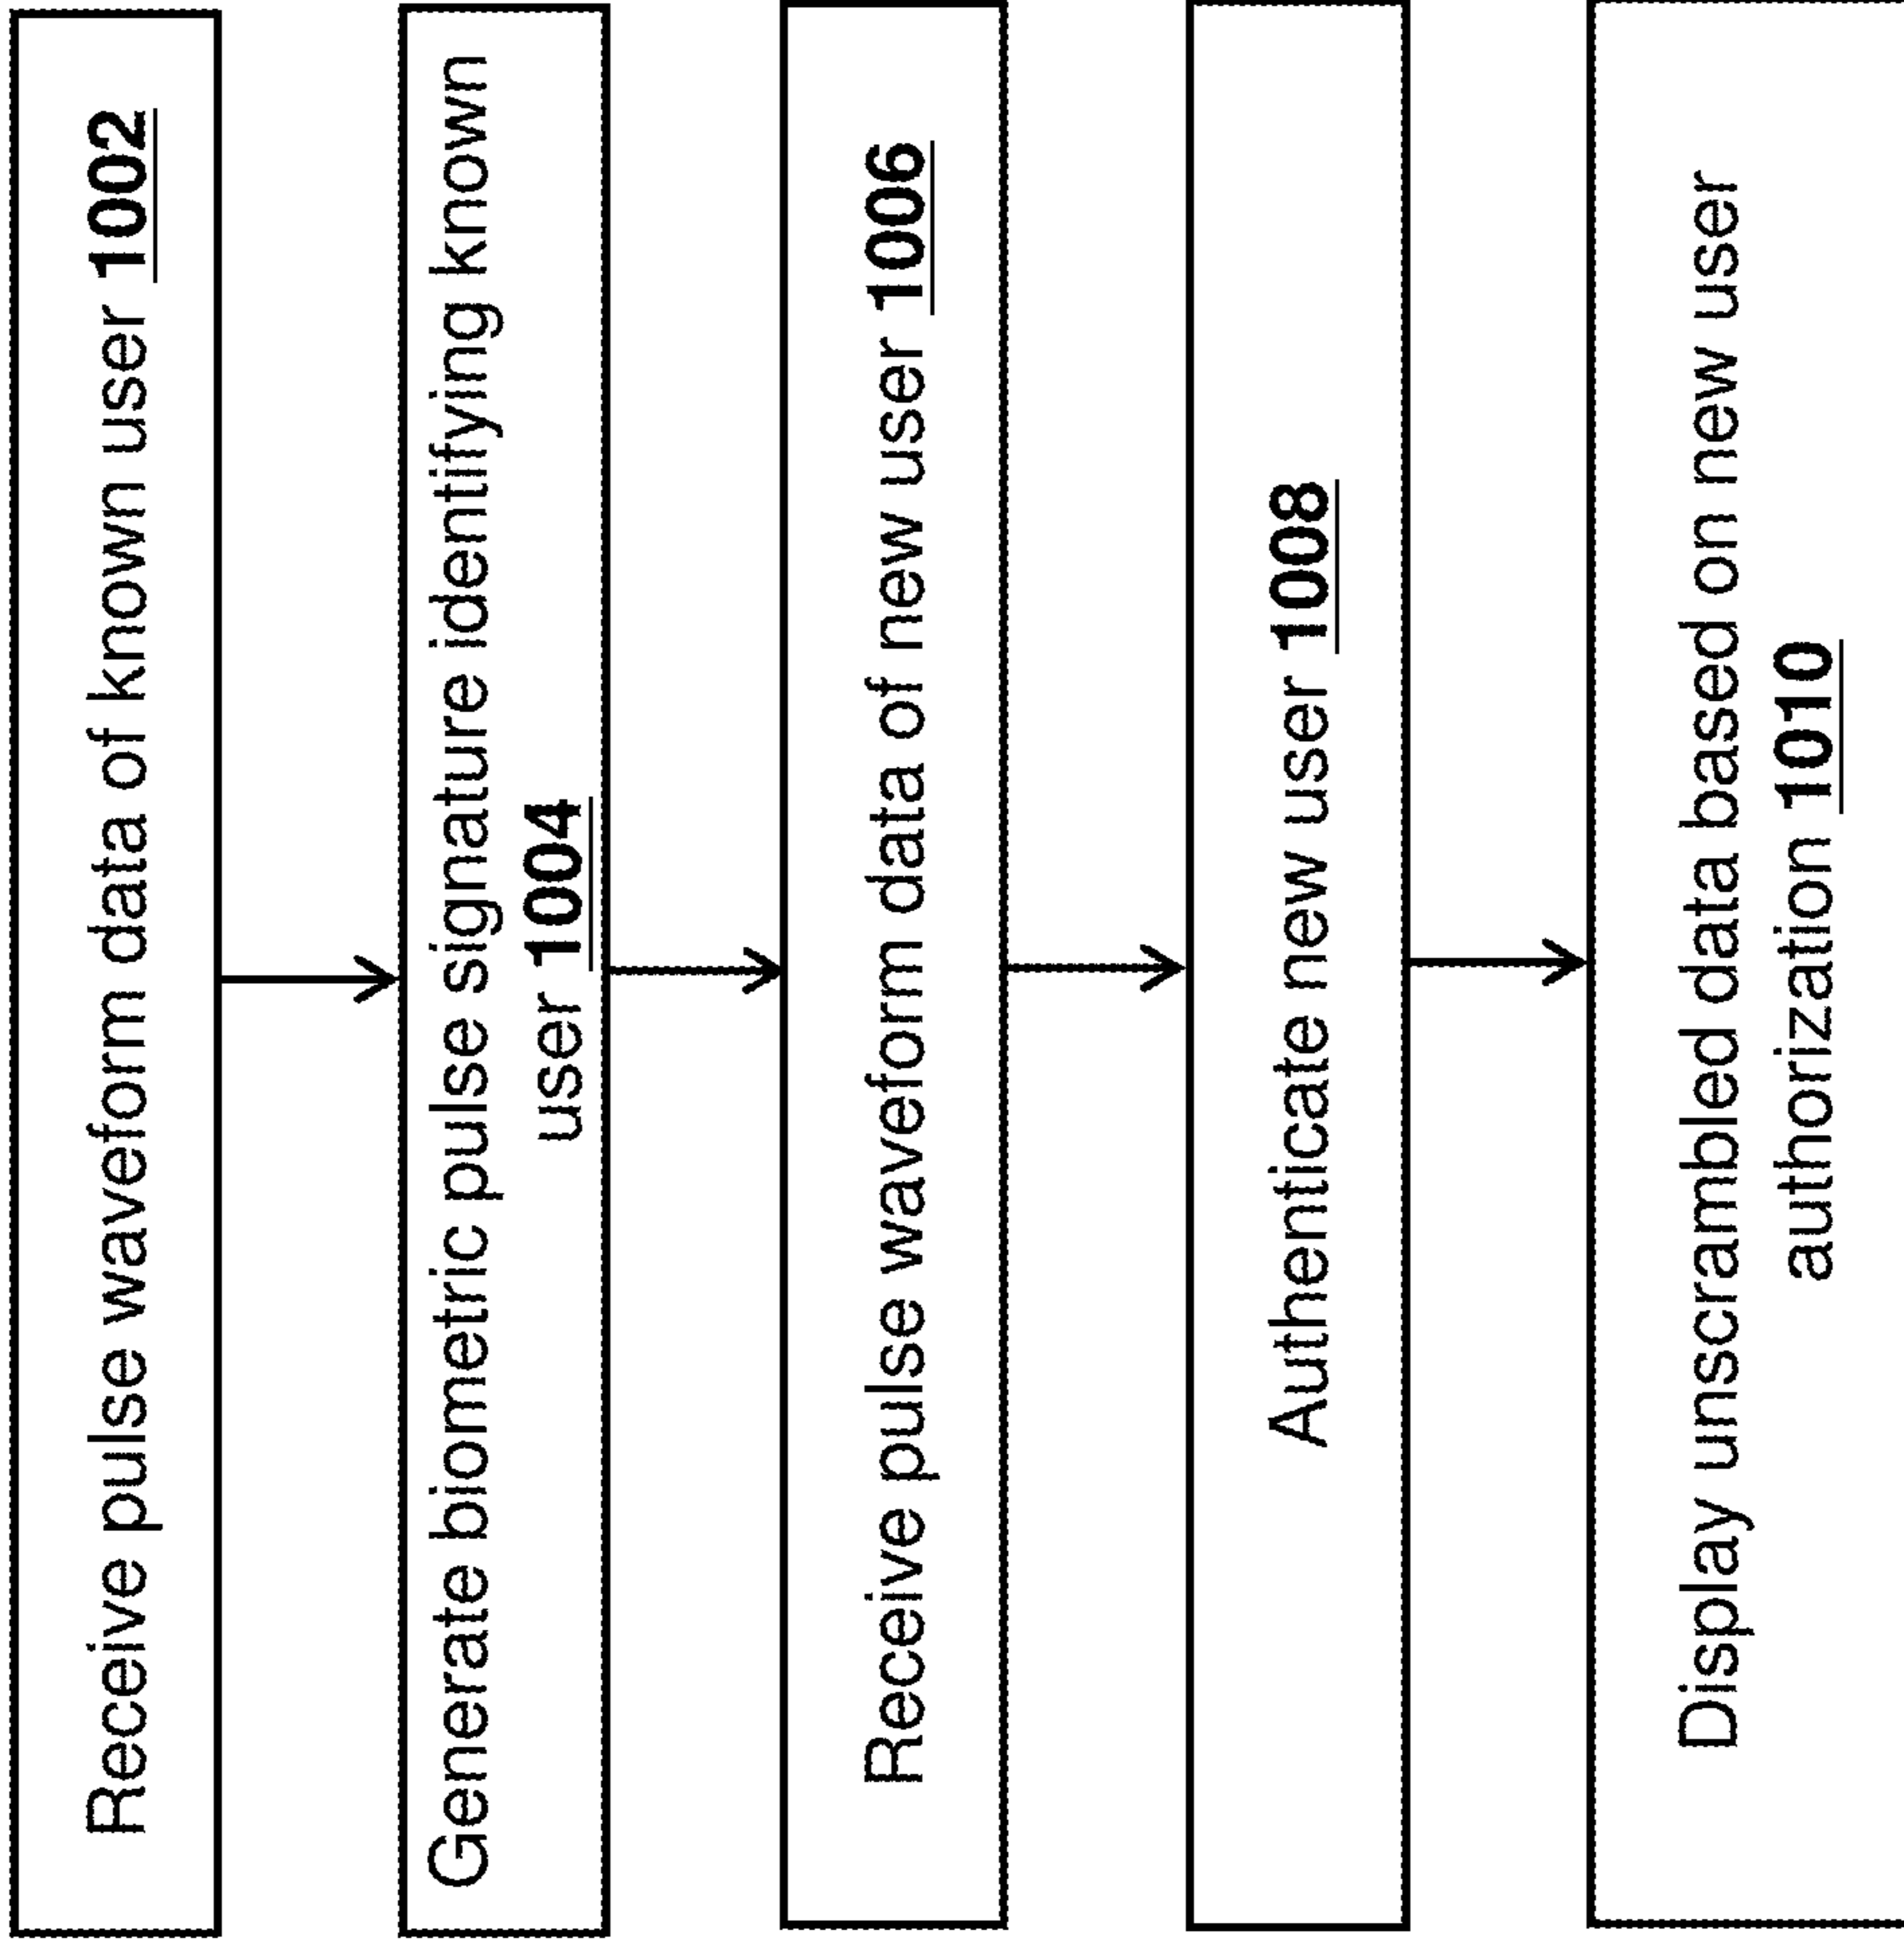 Receive pulse waveform data of known user 1002
Generate biometric pulse signature identifying known
user 1004
Receive pulse waveform data of new user 1006
Authenticate new user 1008
Display unscrambled data based on new user
authorization 1010